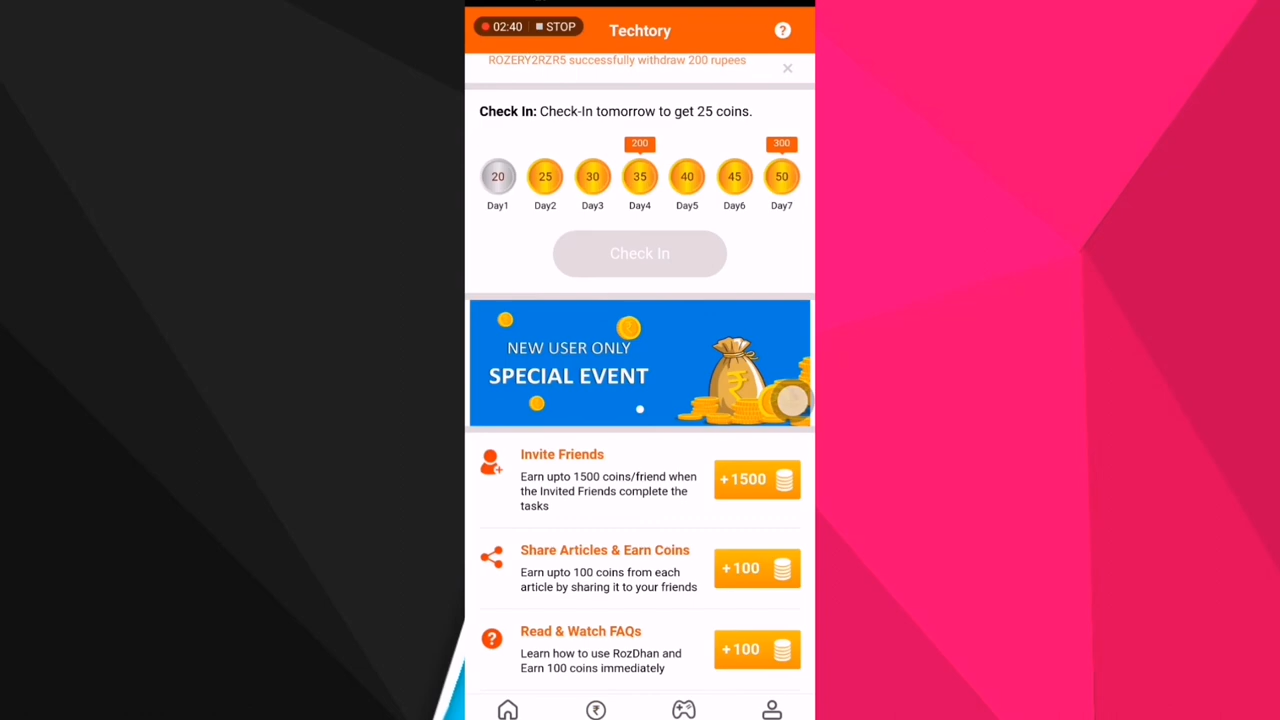 02:40 STOP
Techtory
?
ROZERY2RZR5 successfully withdraw 200 rupees
Check In: Check-In tomorrow to get 25 coins.
200 300
20 25 30 35 40 45 50
Day1 Day2 Day3 Day4 Day5 Day6 Day7
Check In
NEW USER ONLY
SPECIAL EVENT
₹
Invite Friends
Earn upto 1500 coins/friend when
the Invited Friends complete the
tasks
+1500
Share Articles & Earn Coins
Earn upto 100 coins from each
article by sharing it to your friends
+100
?
Read & Watch FAQs
Learn how to use RozDhan and
Earn 100 coins immediately
+100
₹